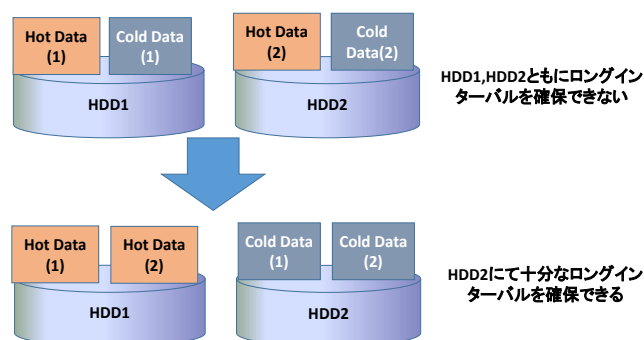 Hot Data
(1)
Cold Data
(1)
Hot Data
(2)
Cold
Data(2)
HDD1
HDD2
HDD1,HDD2ともにロングイン
ターバルを確保できない
Hot Data
(1)
Hot Data
(2)
Cold Data
(1)
Cold Data
(2)
HDD1
HDD2
HDD2にて十分なロングイン
ターバルを確保できる